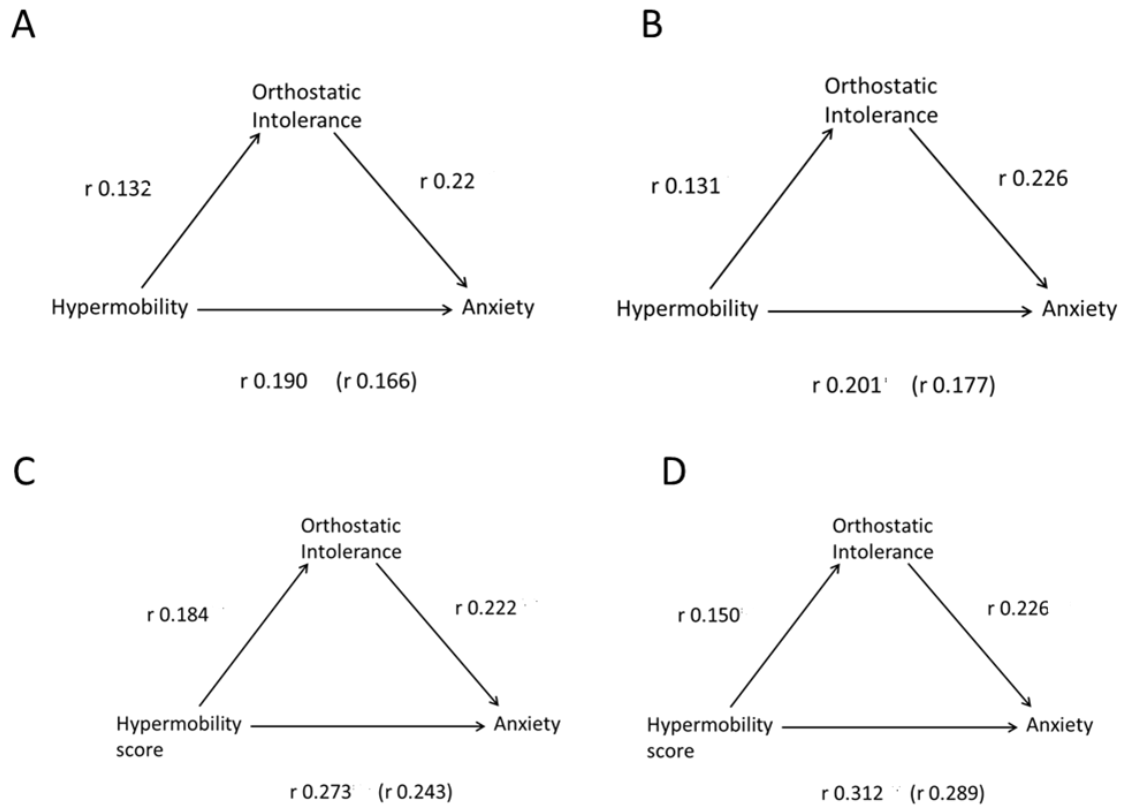 A
Orthostatic
Intolerance
r 0.132
r 0.22
Hypermobility
Anxiety
r 0.190 (r 0.166)
B
Orthostatic
Intolerance
r 0.131
r 0.226
Hypermobility
Anxiety
r 0.201 (r 0.177)
C
Orthostatic
Intolerance
r 0.184
r 0.222
Hypermobility
score
Anxiety
r 0.273 (r 0.243)
D
Orthostatic
Intolerance
r 0.150
r 0.226
Hypermobility
score
Anxiety
r 0.312 (r 0.289)